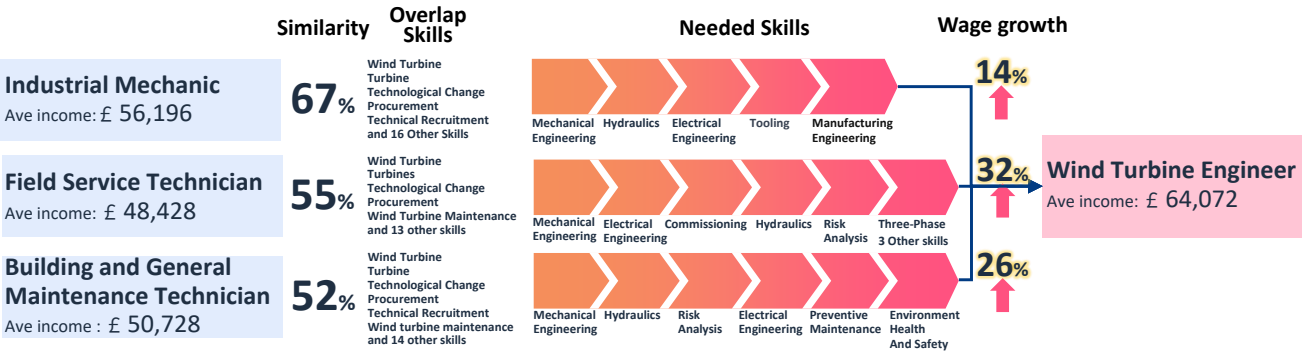 Similarity
Overlap
Skills
Needed Skills
Wage growth
Industrial Mechanic
Ave income: £ 56,196
67%
Wind Turbine
Turbine
Technological Change
Procurement
Technical Recruitment
and 16 Other Skills
Mechanical
Engineering
Hydraulics
Electrical
Engineering
Tooling
Manufacturing
Engineering
14%
Field Service Technician
Ave income: £ 48,428
55%
Wind Turbine
Turbines
Technological Change
Procurement
Wind Turbine Maintenance
and 13 other skills
Mechanical
Engineering
Electrical
Engineering
Commissioning
Hydraulics
Risk
Analysis
Three-Phase
3 Other skills
32%
Wind Turbine Engineer
Ave income: £ 64,072
Building and General
Maintenance Technician
Ave income : £ 50,728
52%
Wind Turbine
Turbine
Technological Change
Procurement
Technical Recruitment
Wind turbine maintenance
and 14 other skills
Mechanical
Engineering
Hydraulics
Risk
Analysis
Electrical
Engineering
Preventive
Maintenance
Environment
Health
And Safety
26%